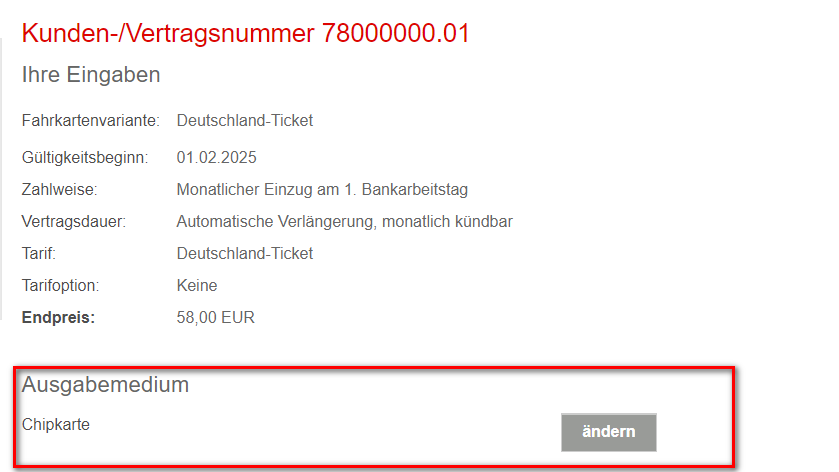 Kunden-/Vertragsnummer 78000000.01
Ihre Eingaben
Fahrkartenvariante: Deutschland-Ticket
Gültigkeitsbeginn: 01.02.2025
Zahlweise: Monatlicher Einzug am 1. Bankarbeitstag
Vertragsdauer: Automatische Verlängerung, monatlich kündbar
Tarif: Deutschland-Ticket
Tarifoption: Keine
Endpreis: 58,00 EUR
Ausgabemedium
Chipkarte ändern